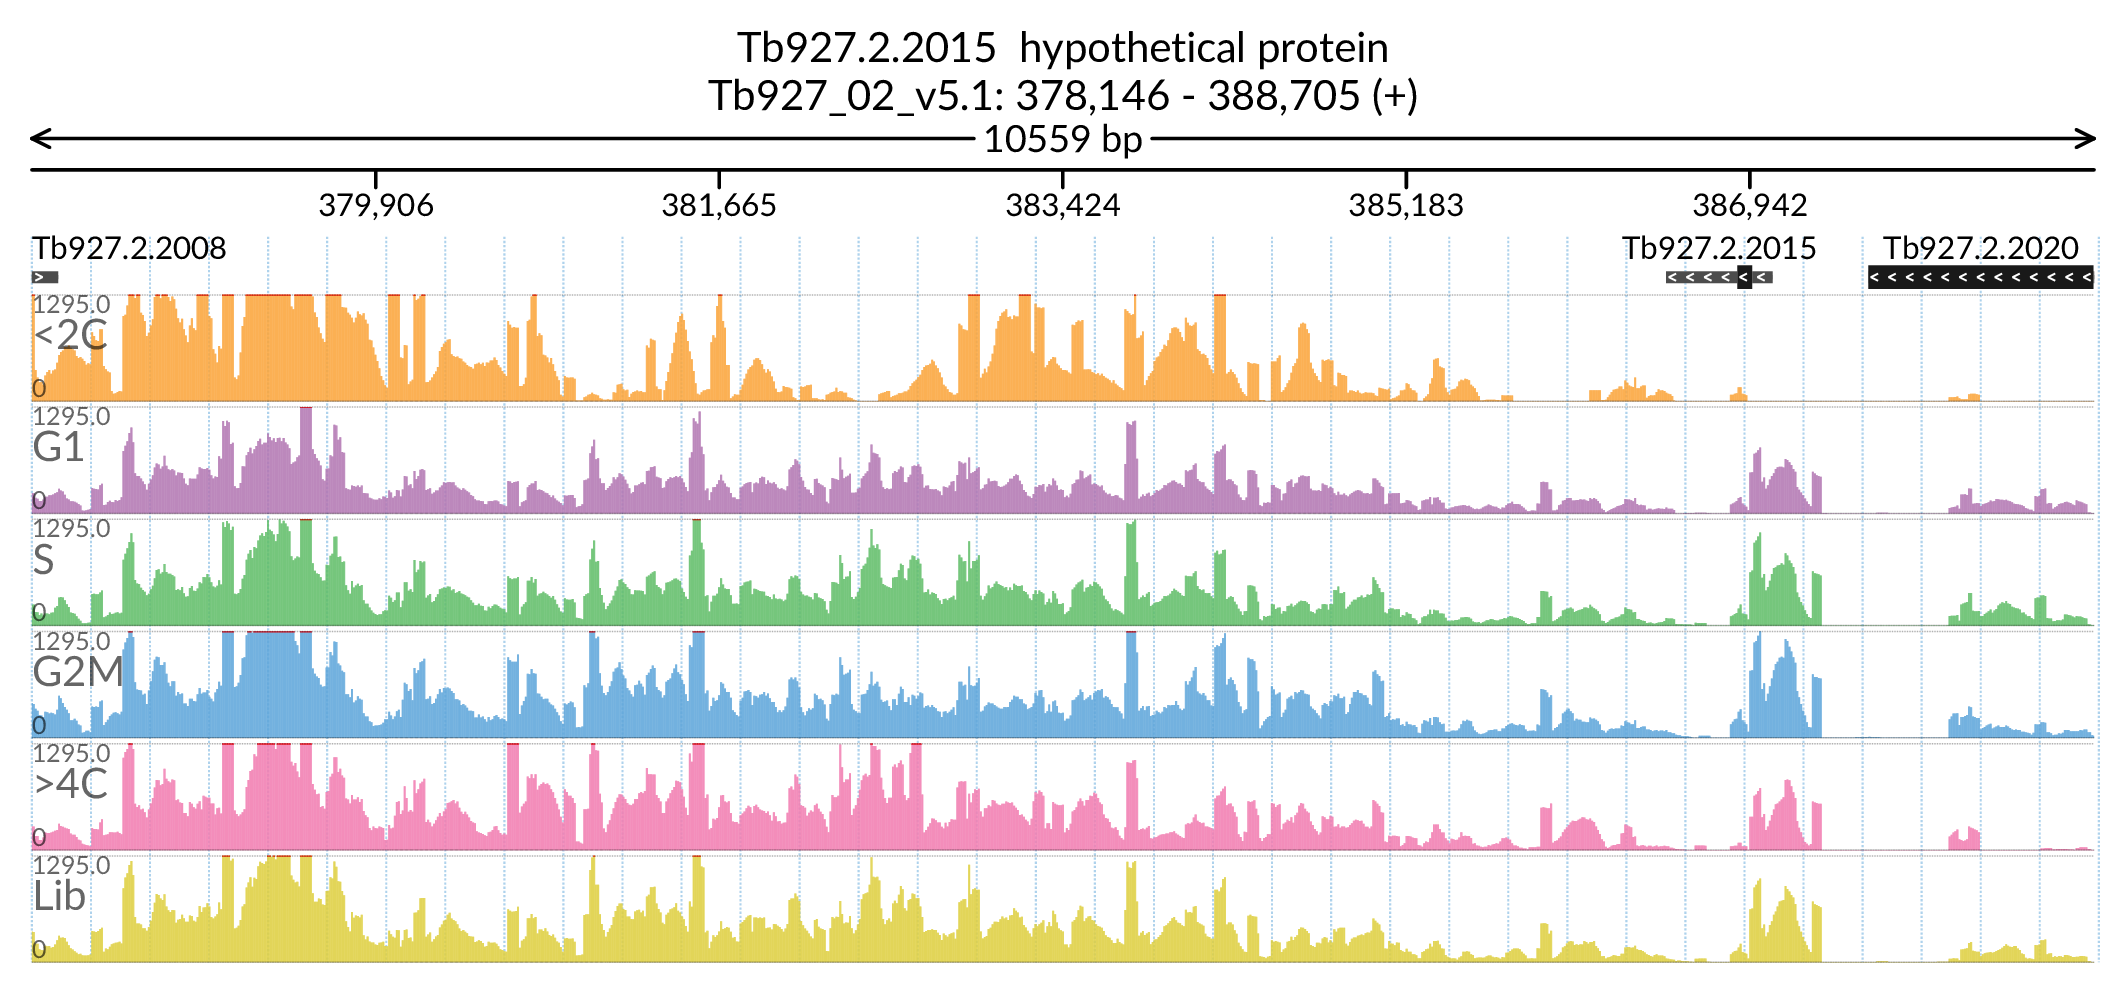 Tb927.2.2015 hypothetical protein
Tb927_02_v5.1: 378,146 - 388,705 (+)
10559 bp
379,906 381,665 383,424 385,183 386,942
Tb927.2.2008 Tb927.2.2015 Tb927.2.2020
1295.0
<2C
0
1295.0
G1
0
1295.0
S
0
1295.0
G2M
0
1295.0
>4C
0
1295.0
Lib
0